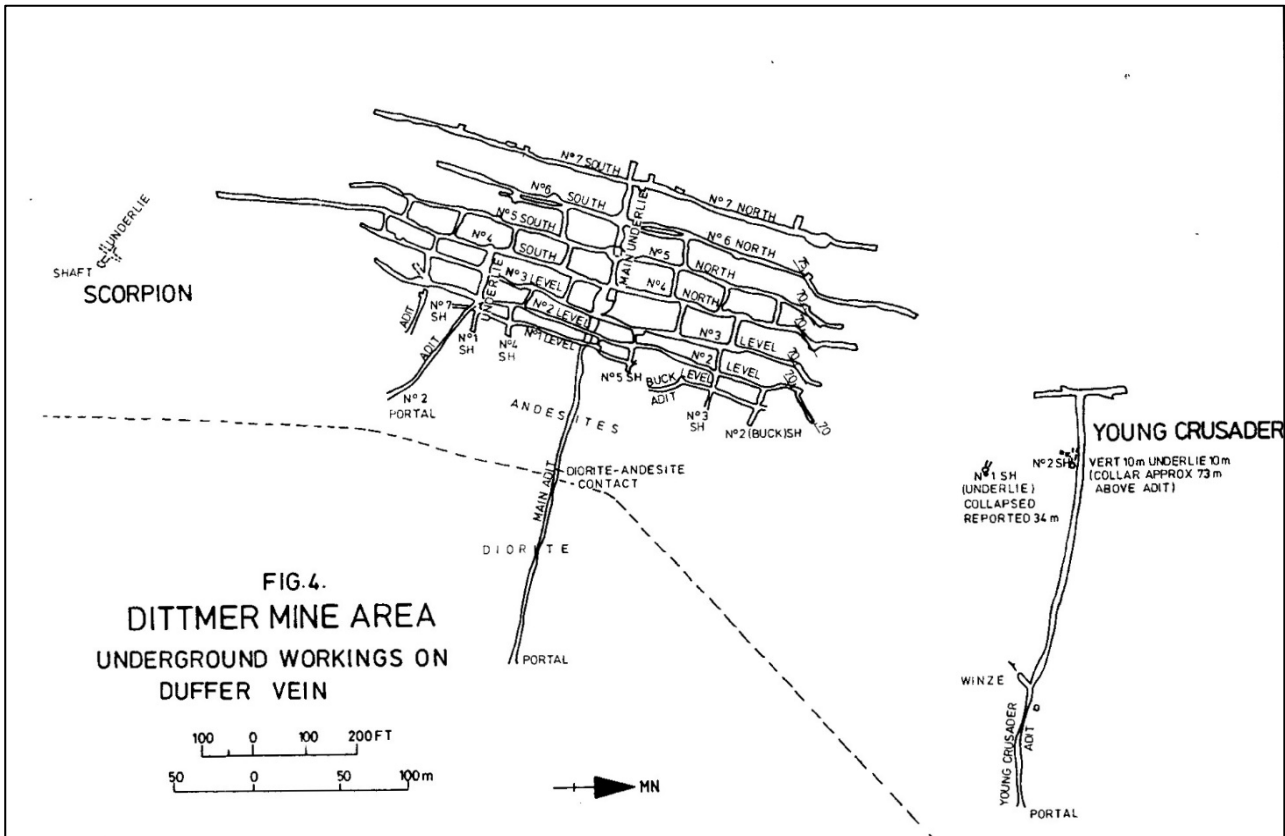 Nº7 SOUTH
Nº7 NORTH
Nº6 SOUTH
Nº6 NORTH
MAIN UNDERLIE
Nº5 SOUTH
Nº5 NORTH
Nº4 SOUTH
Nº4 NORTH
UNDERLIE
Nº3 LEVEL
Nº3 LEVEL
Nº2 LEVEL
Nº2 LEVEL
Nº1 LEVEL
75
70
70
70
70
UNDERLIE
SHAFT
SCORPION
ADIT
Nº7 SH
ADIT
Nº1 SH
Nº4 SH
Nº5 SH
BUCK LEVEL
ADIT
Nº3 SH
Nº2 (BUCK) SH
Nº2 PORTAL
ANDESITES
DIORITE-ANDESITE
CONTACT
MAIN ADIT
DIORITE
PORTAL
YOUNG CRUSADER
Nº2 SH
VERT 10m UNDERLIE 10m
(COLLAR APPROX 73m
ABOVE ADIT)
Nº1 SH
(UNDERLIE)
COLLAPSED
REPORTED 34 m
WINZE
YOUNG CRUSADER
ADIT
PORTAL
FIG.4.
DITTMER MINE AREA
UNDERGROUND WORKINGS ON
DUFFER VEIN
100 0 100 200 FT
50 0 50 100 m
MN